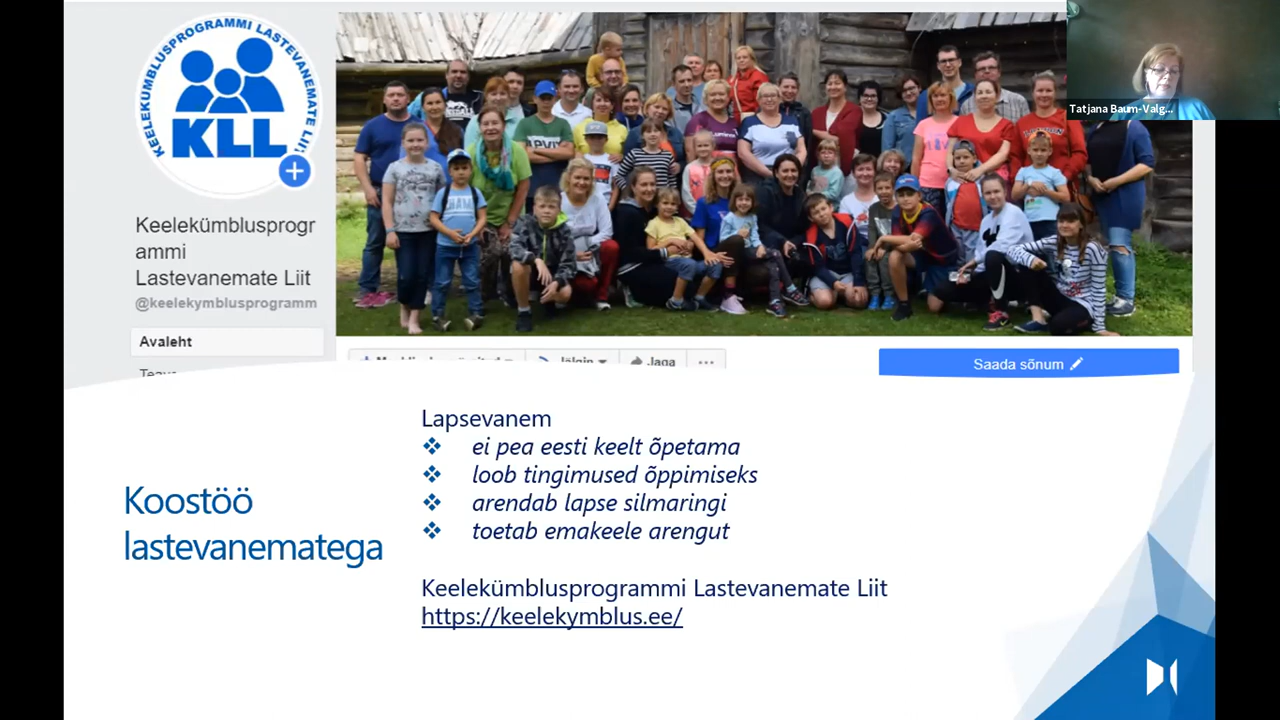 KEELEKÜMBLUSPROGRAMMI LASTEVANEMATE LIIT
KLL
Keelekümblusprogr
ammi
Lastevanemate Liit
@keelekymblusprogramm
Avaleht
Jälgin
Jaga
...
Saada sõnum
Tatjana Baum-Valg...
Koostöö
lastevanematega
Lapsevanem
❖ ei pea eesti keelt õpetama
❖ loob tingimused õppimiseks
❖ arendab lapse silmaringi
❖ toetab emakeele arengut
Keelekümblusprogrammi Lastevanemate Liit
https://keelekymblus.ee/